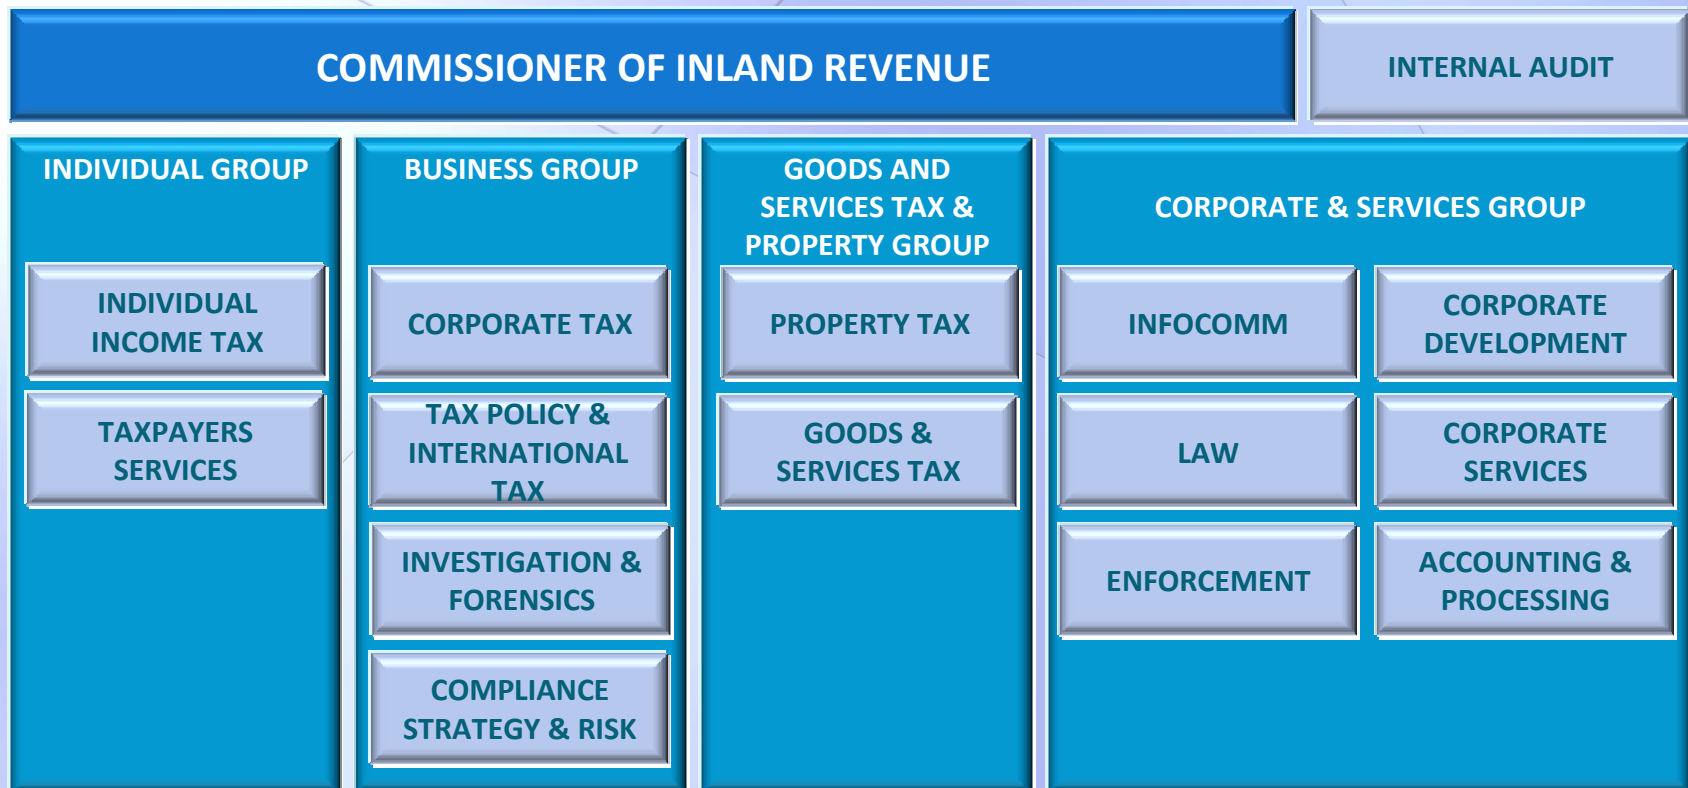 COMMISSIONER OF INLAND REVENUE
INTERNAL AUDIT
INDIVIDUAL GROUP
INDIVIDUAL
INCOME TAX
TAXPAYERS
SERVICES
BUSINESS GROUP
CORPORATE TAX
TAX POLICY &
INTERNATIONAL
TAX
INVESTIGATION &
FORENSICS
COMPLIANCE
STRATEGY & RISK
GOODS AND
SERVICES TAX &
PROPERTY GROUP
PROPERTY TAX
GOODS &
SERVICES TAX
CORPORATE & SERVICES GROUP
INFOCOMM
CORPORATE
DEVELOPMENT
LAW
CORPORATE
SERVICES
ENFORCEMENT
ACCOUNTING &
PROCESSING